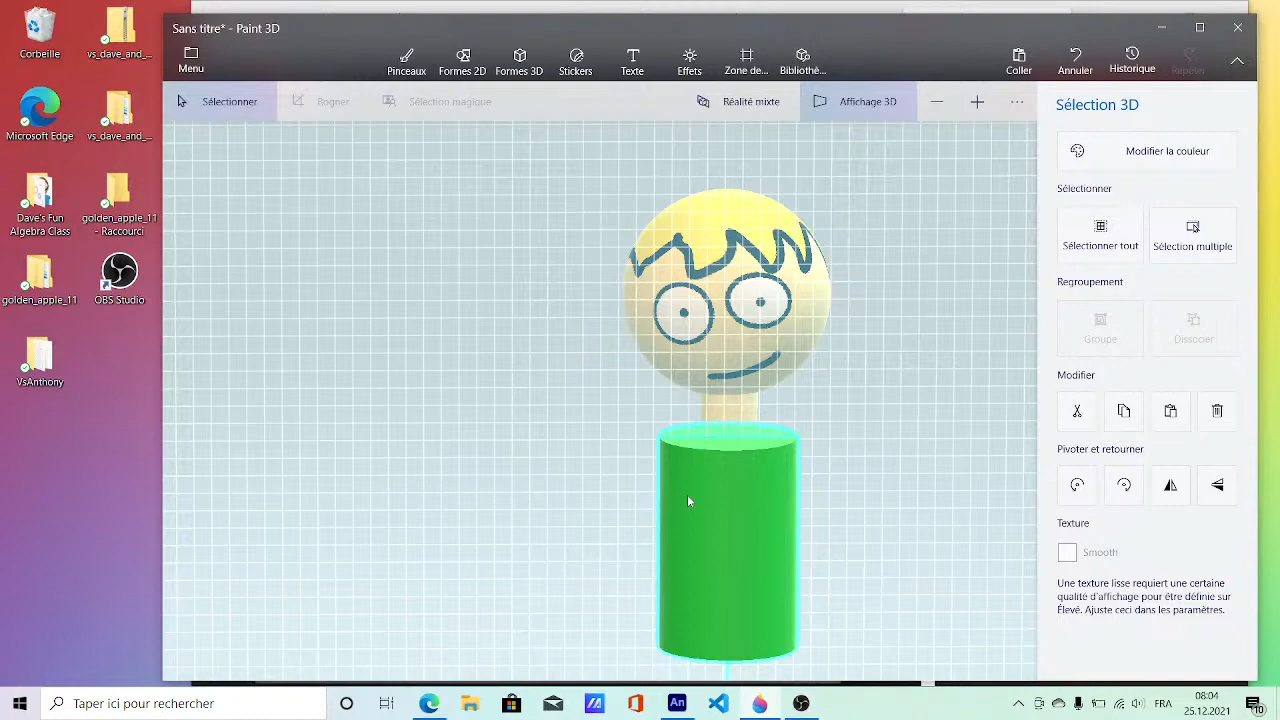 Sans titre* - Paint 3D
Menu
Pinceaux
Formes 2D
Formes 3D
Stickers
Texte
Effets
Zone de...
Bibliothè...
Coller
Annuler
Historique
Répéter
Sélectionner
Rogner
Sélection magique
Réalité mixte
Affichage 3D
Sélection 3D
Modifier la couleur
Sélectionner
Sélectionner tout
Sélection multiple
Regroupement
Groupe
Dissocier
Modifier
Pivoter et retourner
Texture
Smooth
Une texture lisse requiert une certaine
qualité d'affichage pour être définie sur
Élevé. Ajuste ceci dans les paramètres.
Corbeille
vs_dave_and_...
Microsoft Edge
vs_dave_and_...
Dave's Fun
Algebra Class
golden_apple_11
- Raccourci
golden_apple_11
OBS Studio
Vsanthony
Taper ici pour rechercher
An
FRA
08:04
25-12-2021
10